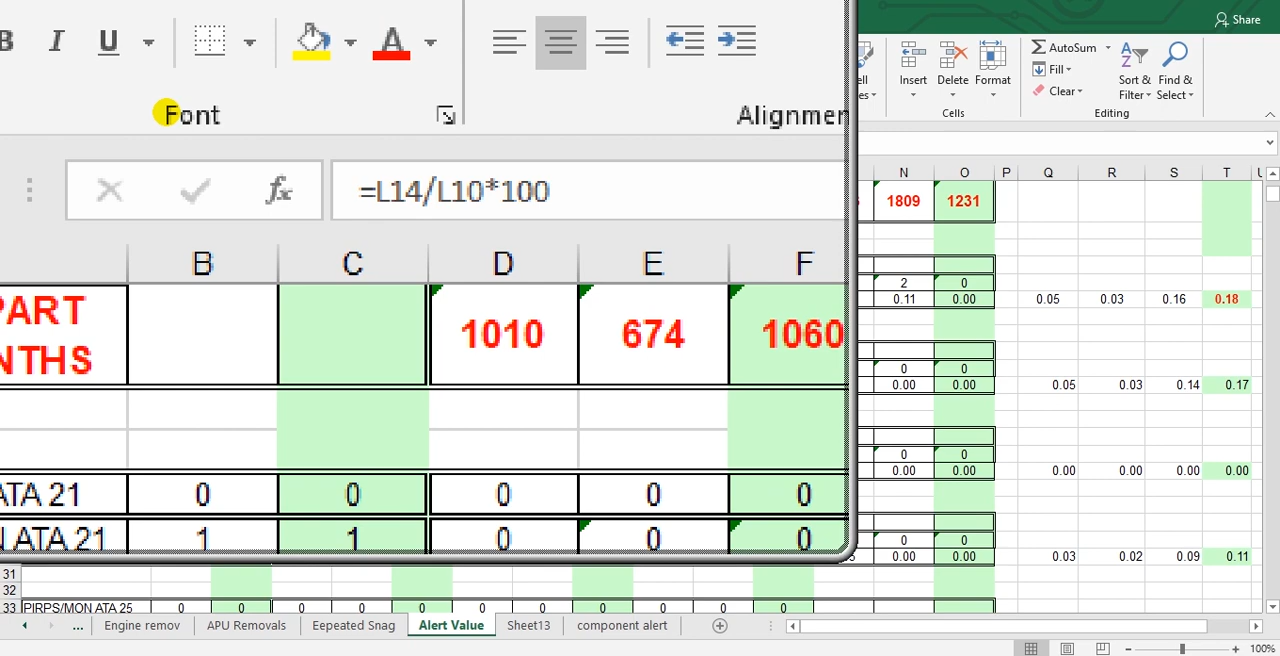 Share
B I U A
Font
Alignmen
Insert Delete Format
Cells
AutoSum
Fill
Clear
Sort & Filter
Find & Select
Editing
fx =L14/L10*100
B C D E F
N O P Q R S T
PART 1010 674 1060
NTHS
1809 1231
2 0
0.11 0.00 0.05 0.03 0.16 0.18
0 0
0.00 0.00 0.05 0.03 0.14 0.17
0 0
0.00 0.00 0.00 0.00 0.00 0.00
0 0
0.00 0.00 0.03 0.02 0.09 0.11
ATA 21 0 0 0 0 0
N ATA 21 1 1 0 0 0
31
32
33 PIRPS/MON ATA 25 0 0 0 0 0 0 0 0 0 0 0
... Engine remov APU Removals Eepeated Snag Alert Value Sheet13 component alert
100%